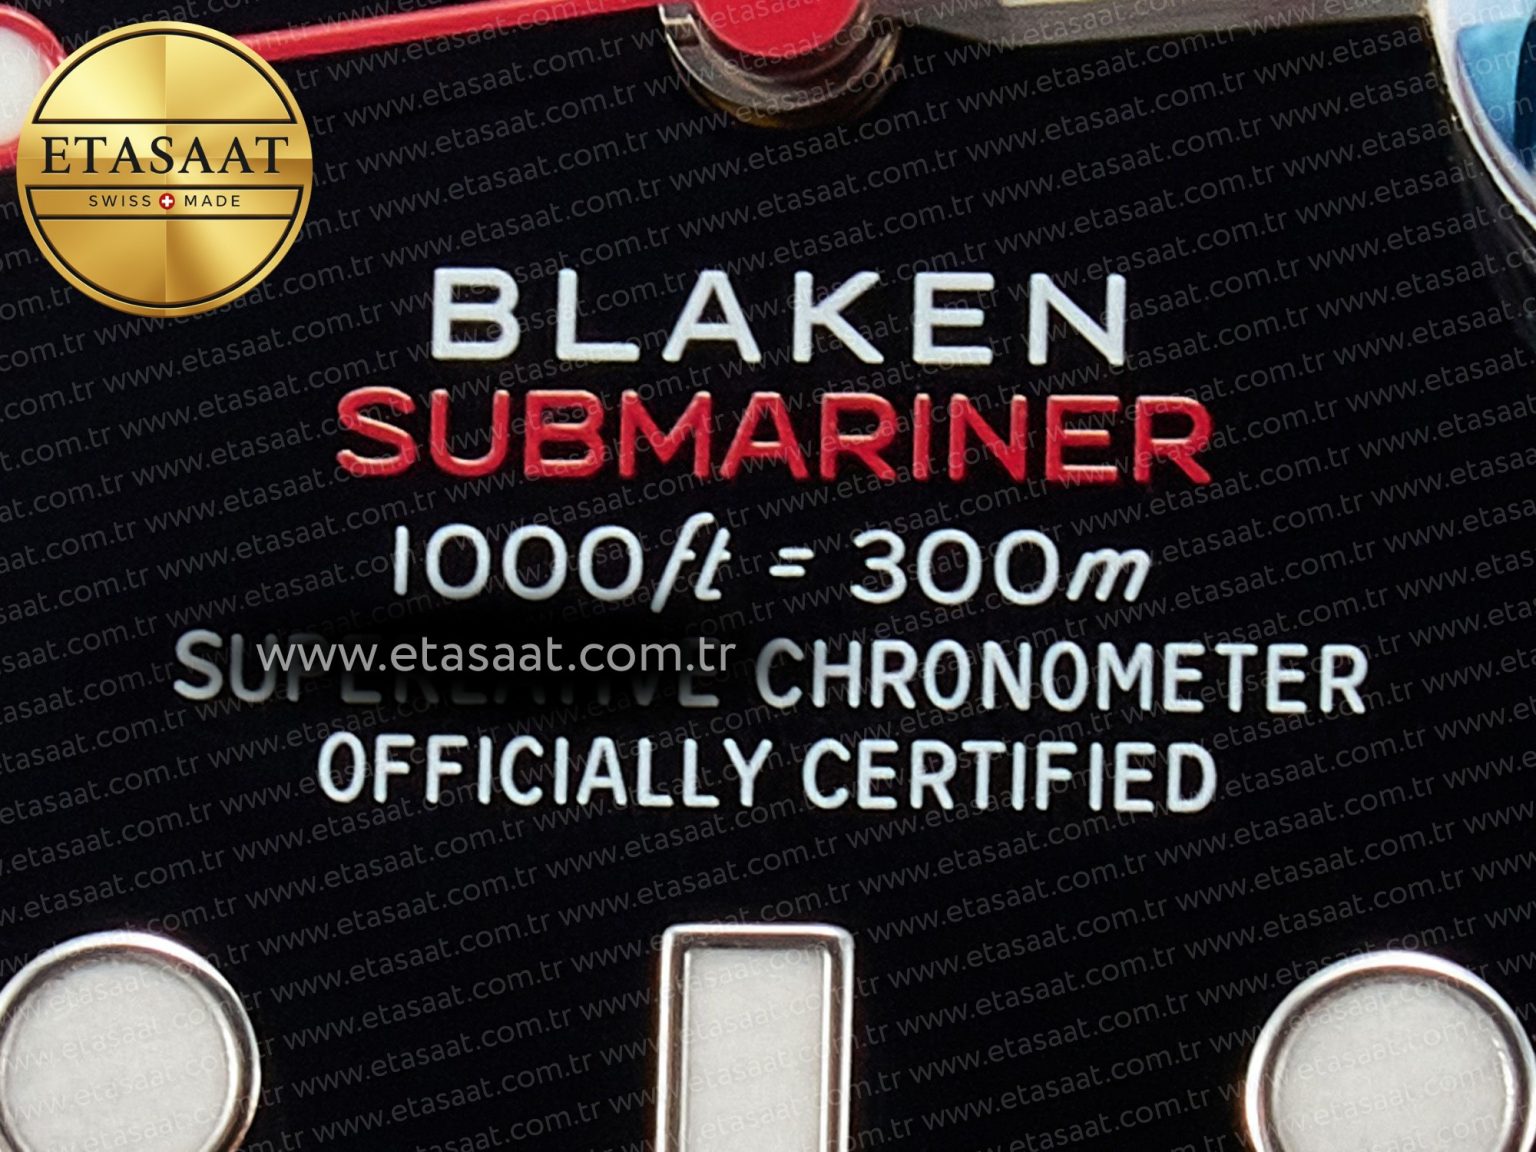 ETASAAT
SWISS MADE
BLAKEN
SUBMARINER
1000ft = 300m
www.etasaat.com.tr
CHRONOMETER
OFFICIALLY CERTIFIED